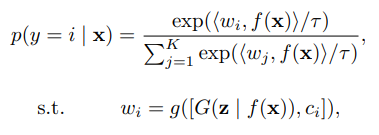 p(y = i | x) = exp(⟨w_i, f(x)⟩/τ) / ∑_{j=1}^{K} exp(⟨w_j, f(x)⟩/τ),
s.t. w_i = g([G(z | f(x)), c_i]),